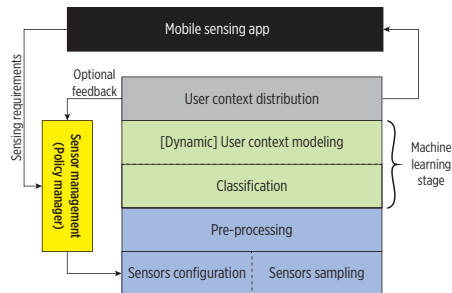 Mobile sensing app
Sensing requirements
Optional
feedback
User context distribution
Sensor management
(Policy manager)
[Dynamic] User context modeling
Classification
Machine
learning
stage
Pre-processing
Sensors configuration
Sensors sampling